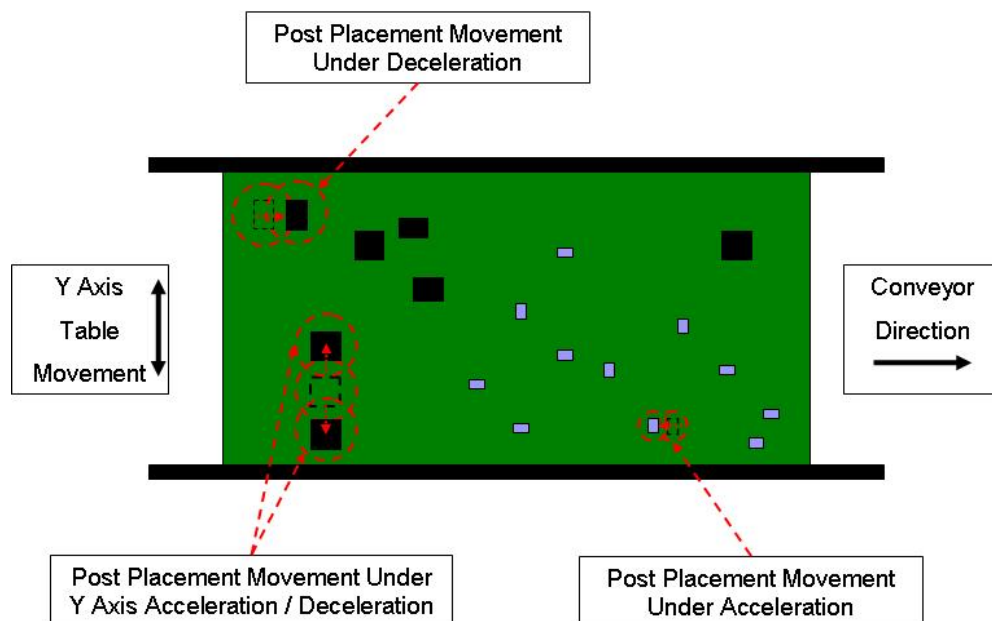 Post Placement Movement
Under Deceleration
Y Axis
Table
Movement
Conveyor
Direction
Post Placement Movement Under
Y Axis Acceleration / Deceleration
Post Placement Movement
Under Acceleration